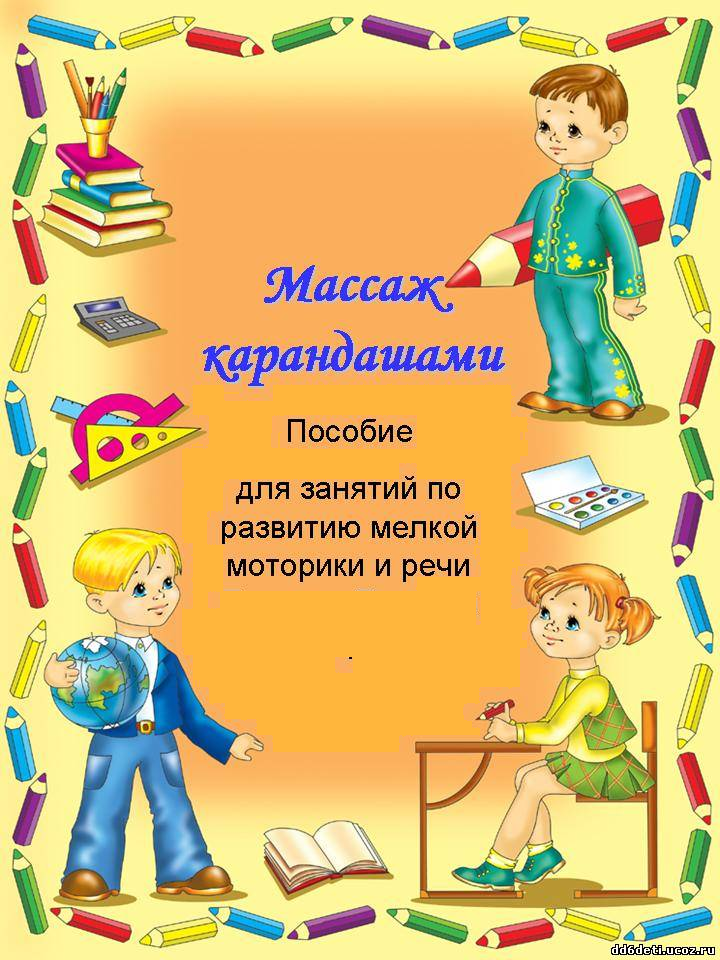 Массаж
карандашами
Пособие
для занятий по
развитию мелкой
моторики и речи
.
dd6deti.ucoz.ru